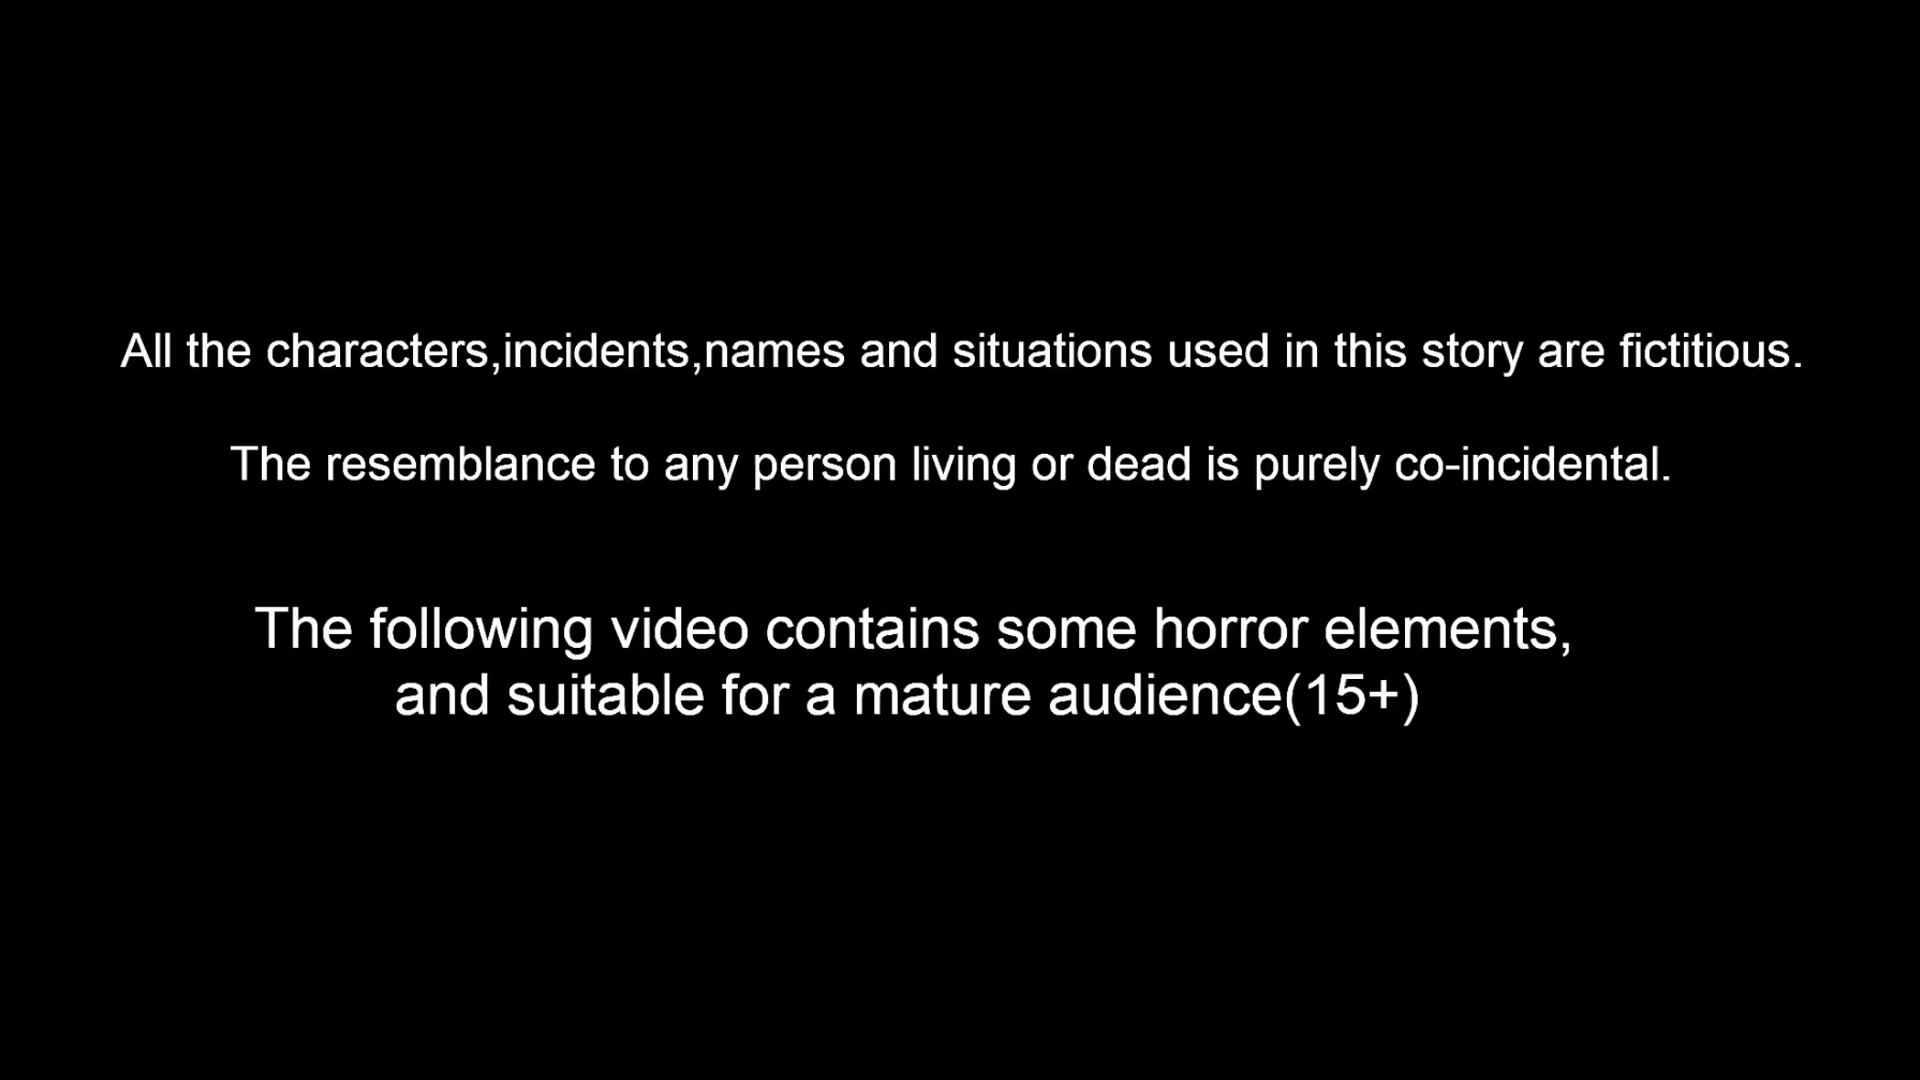 All the characters,incidents,names and situations used in this story are fictitious.
The resemblance to any person living or dead is purely co-incidental.
The following video contains some horror elements,
and suitable for a mature audience(15+)